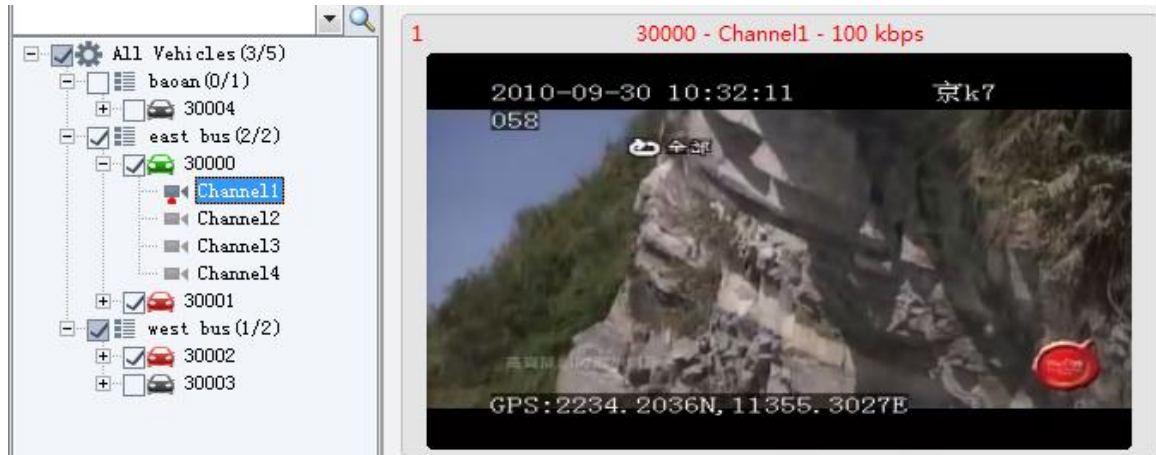 All Vehicles(3/5)
baoan(0/1)
30004
east bus(2/2)
30000
Channel1
Channel2
Channel3
Channel4
30001
west bus(1/2)
30002
30003
1
30000 - Channel1 - 100 kbps
2010-09-30 10:32:11 京k7
058
全部
GPS:2234.2036N,11355.3027E